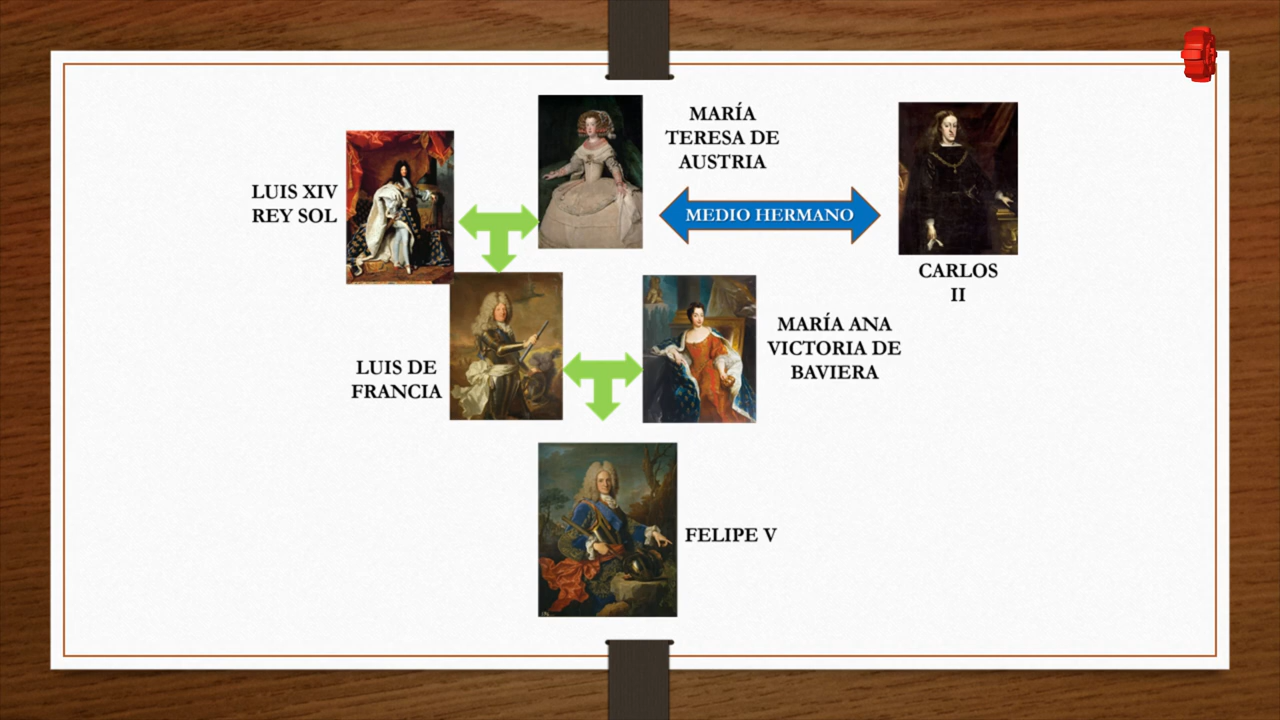 MARÍA
TERESA DE
AUSTRIA
LUIS XIV
REY SOL
MEDIO HERMANO
CARLOS
II
MARÍA ANA
VICTORIA DE
BAVIERA
LUIS DE
FRANCIA
FELIPE V